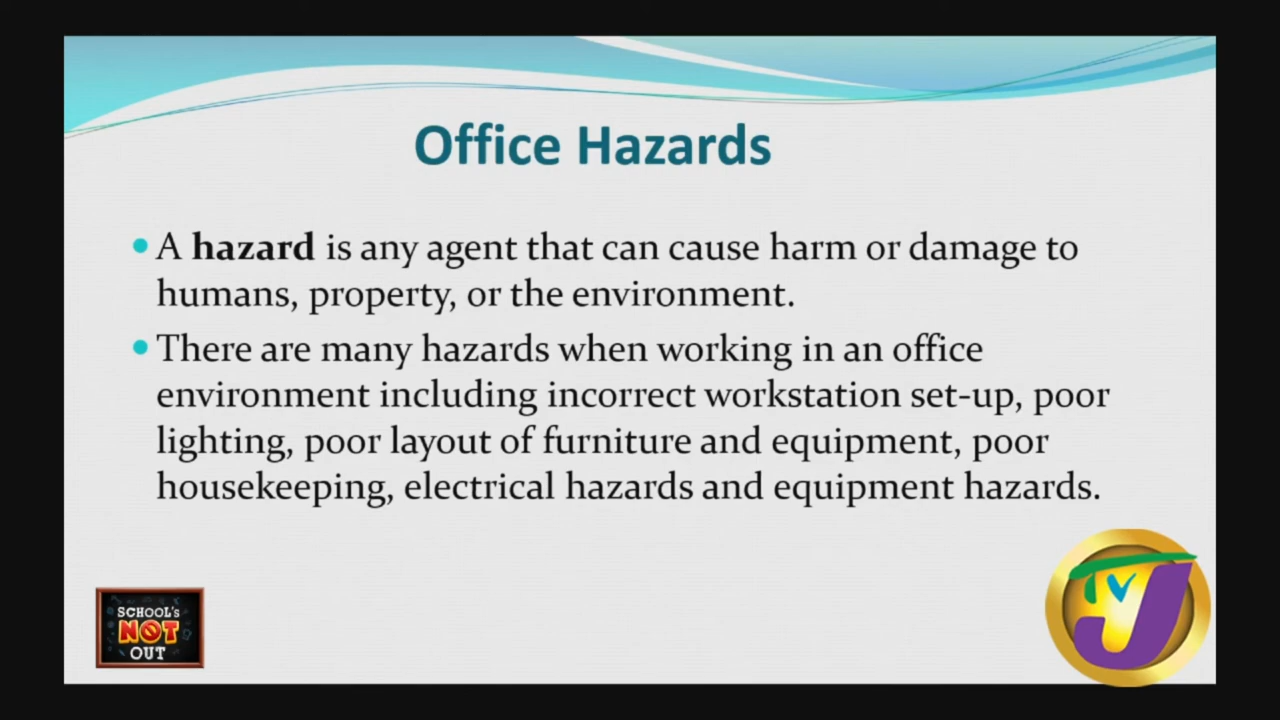 Office Hazards
• A hazard is any agent that can cause harm or damage to
humans, property, or the environment.
• There are many hazards when working in an office
environment including incorrect workstation set-up, poor
lighting, poor layout of furniture and equipment, poor
housekeeping, electrical hazards and equipment hazards.
SCHOOL's
NOT
OUT
TVJ